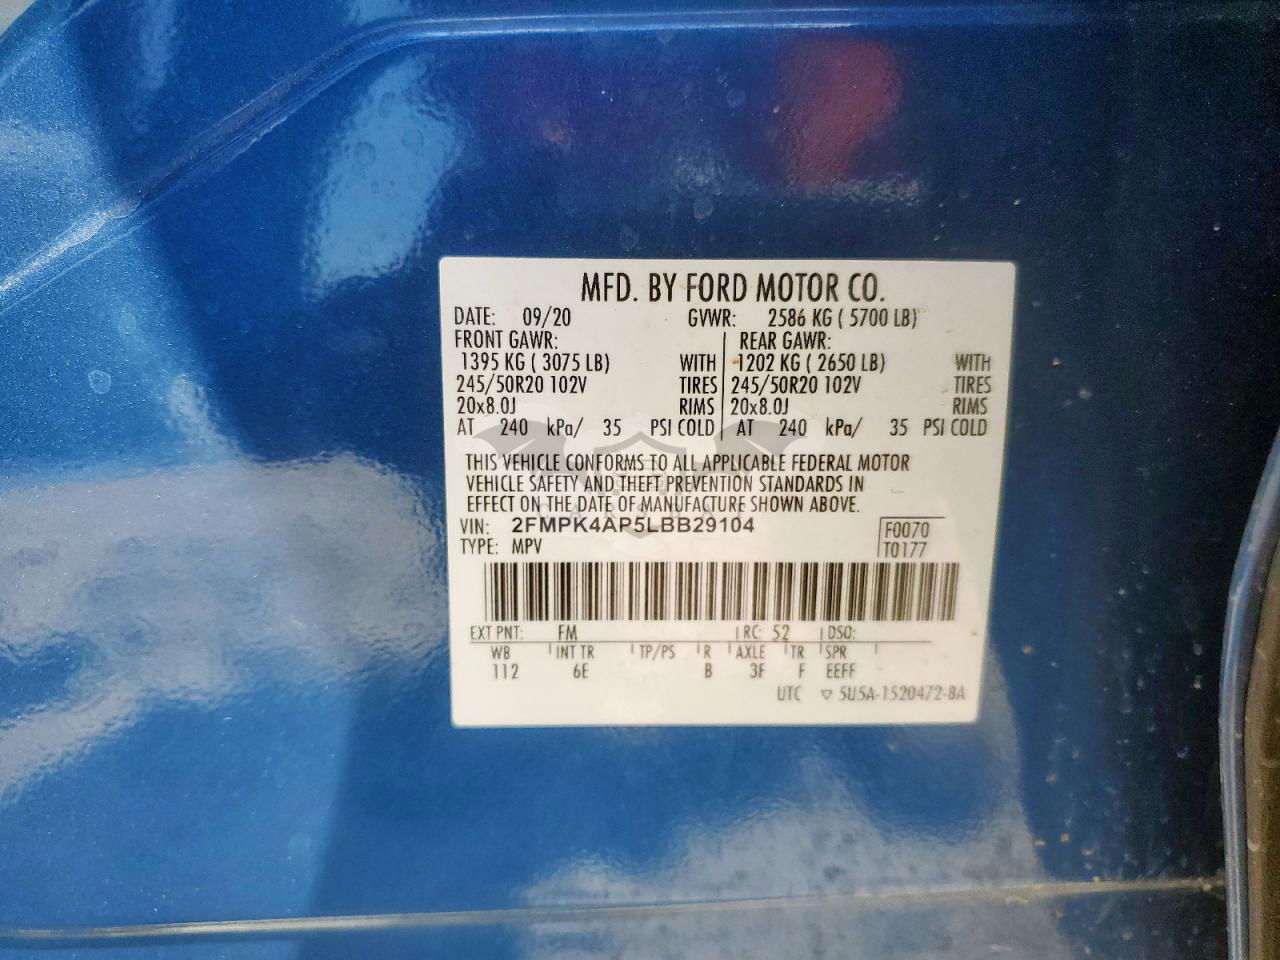 MFD. BY FORD MOTOR CO.
DATE: 09/20 GVWR: 2586 KG ( 5700 LB)
FRONT GAWR: REAR GAWR:
1395 KG ( 3075 LB) WITH 1202 KG ( 2650 LB) WITH
245/50R20 102V TIRES 245/50R20 102V TIRES
20x8.0J RIMS 20x8.0J RIMS
AT 240 kPa/ 35 PSI COLD AT 240 kPa/ 35 PSI COLD
THIS VEHICLE CONFORMS TO ALL APPLICABLE FEDERAL MOTOR
VEHICLE SAFETY AND THEFT PREVENTION STANDARDS IN
EFFECT ON THE DATE OF MANUFACTURE SHOWN ABOVE.
VIN: 2FMPK4AP5LBB29104 F0070
TYPE: MPV T0177
EXT PNT: FM RC: 52 DSO:
WB INT TR TP/PS R AXLE TR SPR
112 6E B 3F F EEFF
UTC ▽ 5U5A-1520472-BA